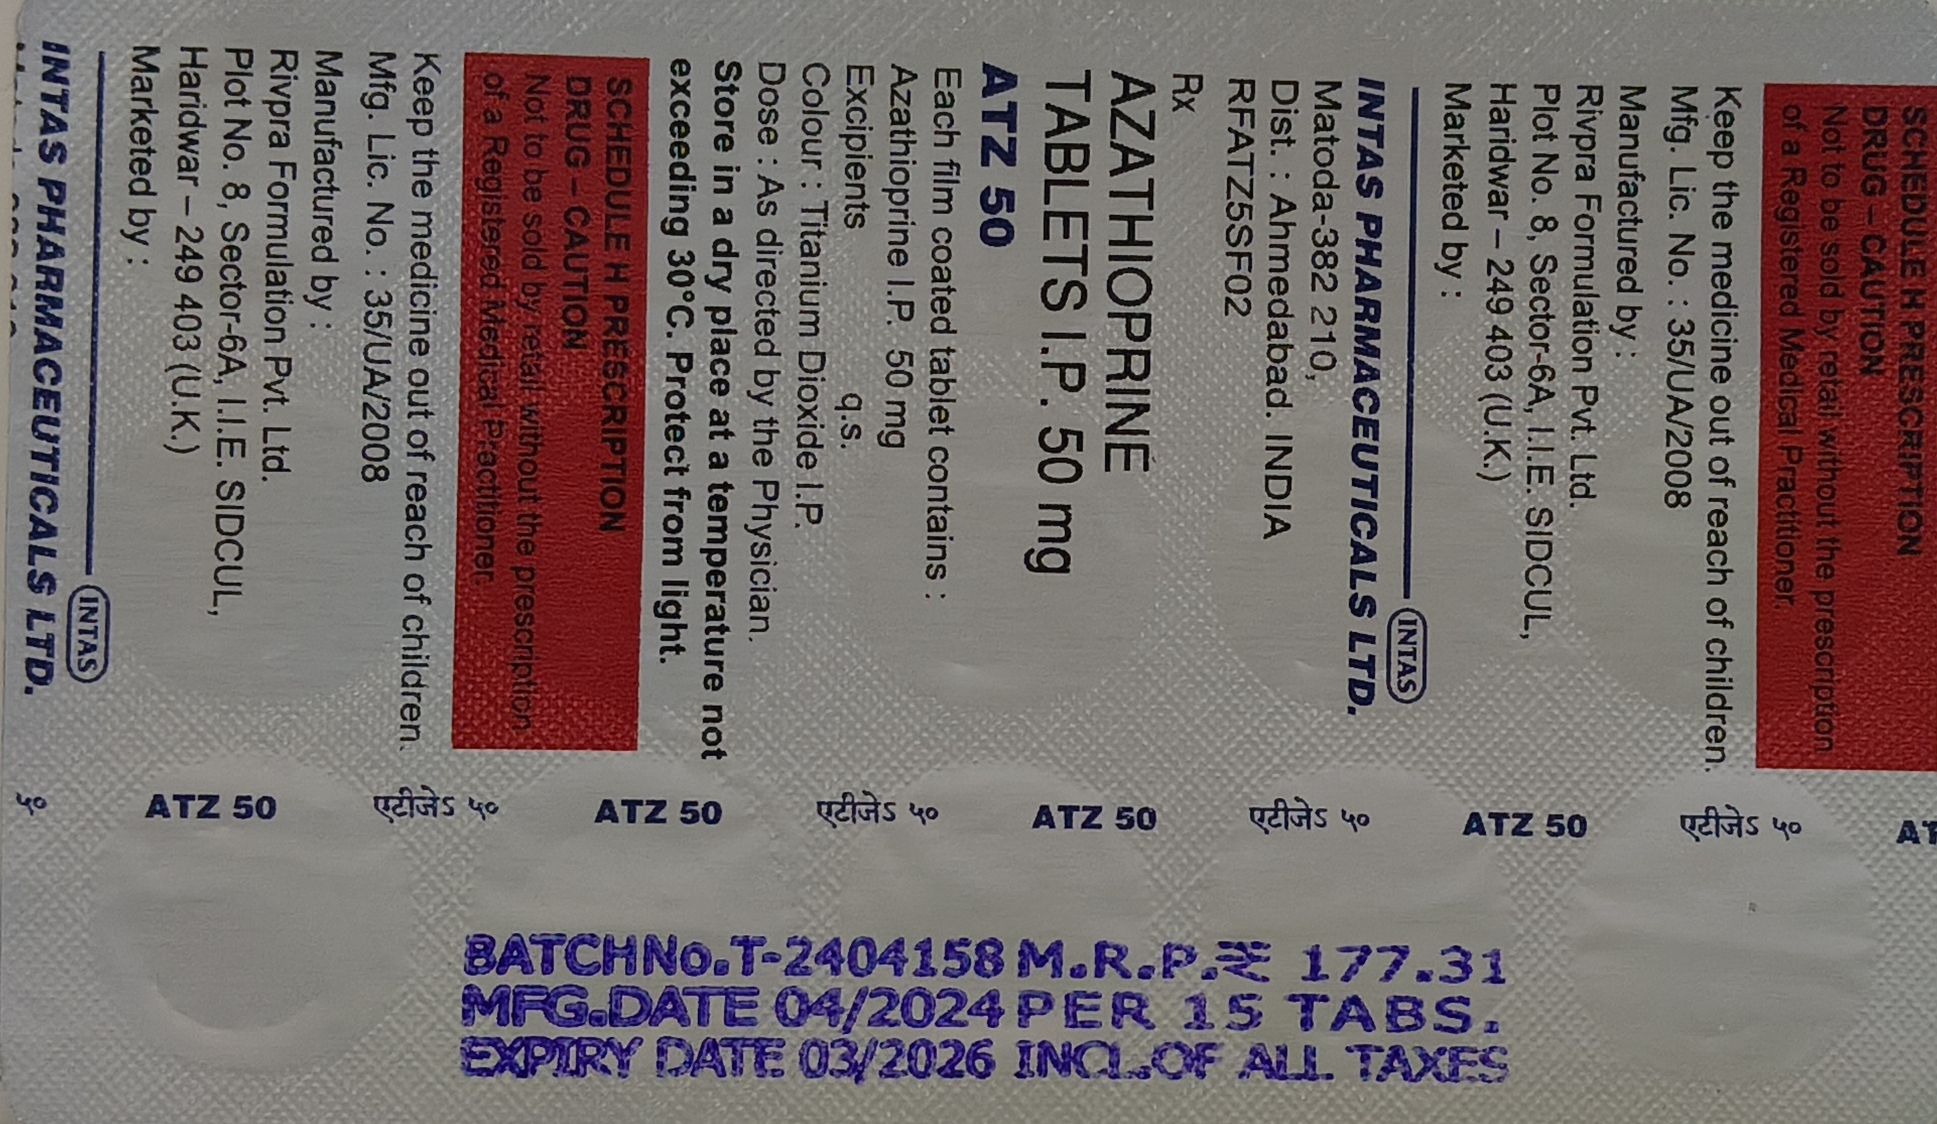 SCHEDULE H PRESCRIPTION
DRUG – CAUTION
Not to be sold by retail without the prescription
of a Registered Medical Practitioner.
Keep the medicine out of reach of children.
Mfg. Lic. No. : 35/UA/2008
Manufactured by :
Rivpra Formulation Pvt. Ltd.
Plot No. 8, Sector-6A, I.I.E. SIDCUL,
Haridwar – 249 403 (U.K.)
Marketed by :
INTAS
INTAS PHARMACEUTICALS LTD.
Matoda-382 210,
Dist. : Ahmedabad. INDIA
RFATZ5SF02
Rx
AZATHIOPRINE
TABLETS I.P. 50 mg
ATZ 50
Each film coated tablet contains :
Azathioprine I.P. 50 mg
Excipients q.s.
Colour : Titanium Dioxide I.P.
Dose : As directed by the Physician.
Store in a dry place at a temperature not
exceeding 30°C. Protect from light.
SCHEDULE H PRESCRIPTION
DRUG – CAUTION
Not to be sold by retail without the prescription
of a Registered Medical Practitioner.
Keep the medicine out of reach of children.
Mfg. Lic. No. : 35/UA/2008
Manufactured by :
Rivpra Formulation Pvt. Ltd.
Plot No. 8, Sector-6A, I.I.E. SIDCUL,
Haridwar – 249 403 (U.K.)
Marketed by :
INTAS
INTAS PHARMACEUTICALS LTD.
५० ATZ 50 एटीजेऽ ५० ATZ 50 एटीजेऽ ५० ATZ 50 एटीजेऽ ५० ATZ 50 एटीजेऽ ५० AT
BATCHNo.T-2404158 M.R.P.₹ 177.31
MFG.DATE 04/2024 PER 15 TABS.
EXPIRY DATE 03/2026 INCL.OF ALL TAXES